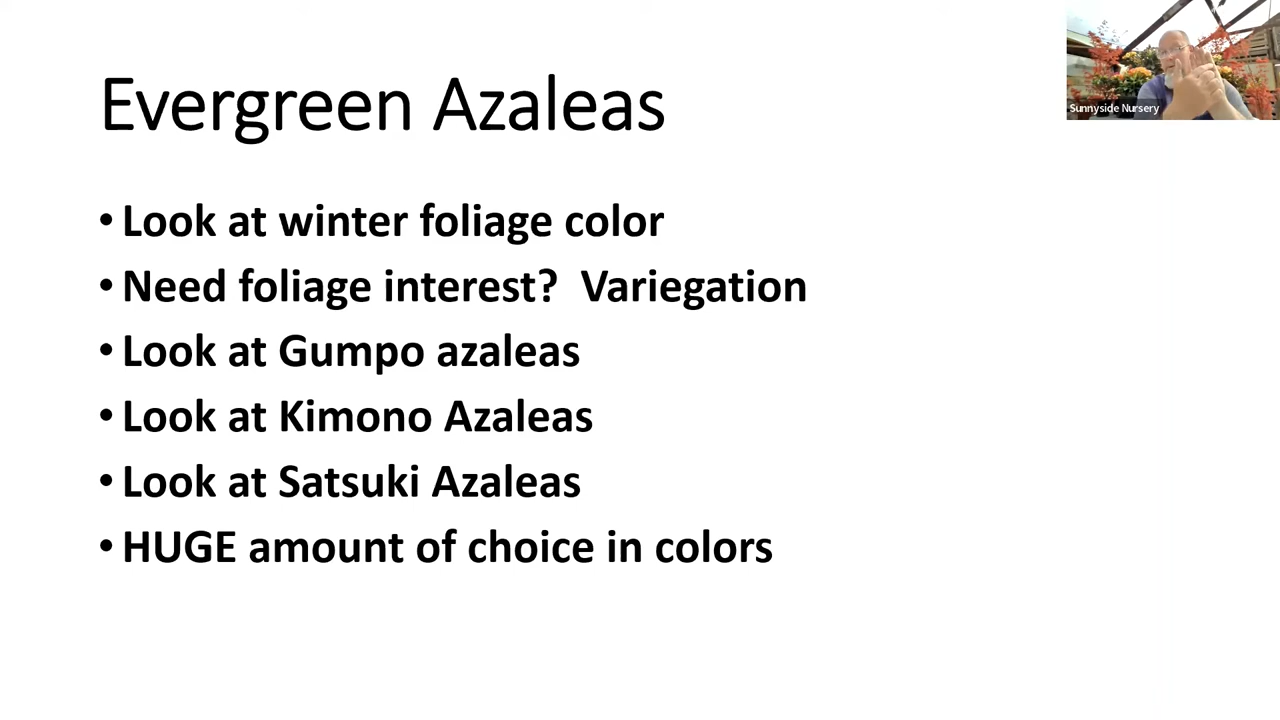 Evergreen Azaleas
Sunnyside Nursery
• Look at winter foliage color
• Need foliage interest?  Variegation
• Look at Gumpo azaleas
• Look at Kimono Azaleas
• Look at Satsuki Azaleas
• HUGE amount of choice in colors